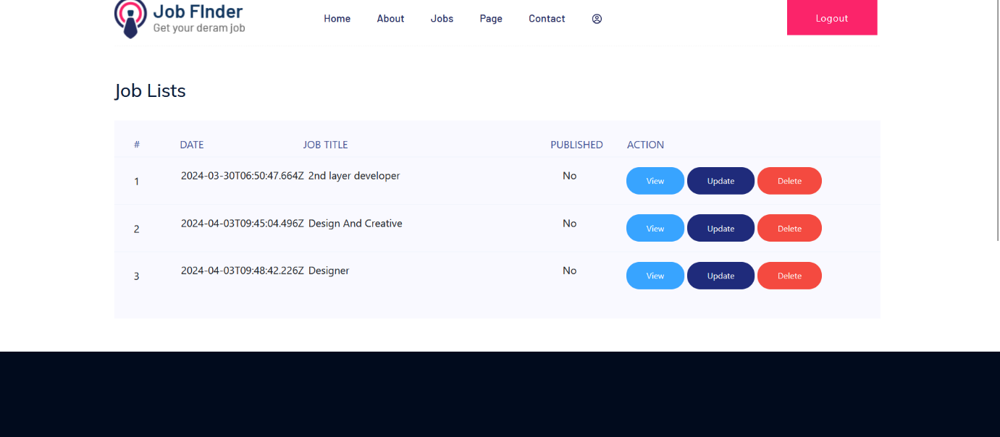 Job FInder
Get your deram job
Home About Jobs Page Contact
Logout
Job Lists
# DATE JOB TITLE PUBLISHED ACTION
1 2024-03-30T06:50:47.664Z 2nd layer developer No View Update Delete
2 2024-04-03T09:45:04.496Z Design And Creative No View Update Delete
3 2024-04-03T09:48:42.226Z Designer No View Update Delete